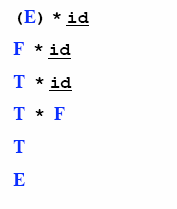 (E) * id
F * id
T * id
T * F
T
E